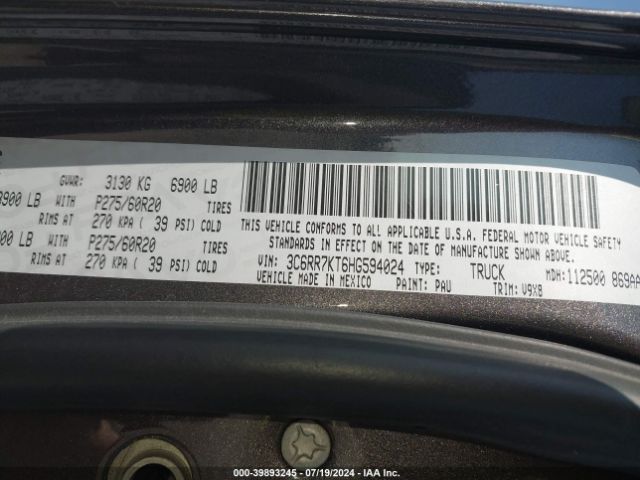 GVWR: 3130 KG 6900 LB
LB WITH P275/60R20 TIRES
RIMS AT 270 KPA ( 39 PSI) COLD
LB WITH P275/60R20 TIRES
RIMS AT 270 KPA ( 39 PSI) COLD
THIS VEHICLE CONFORMS TO ALL APPLICABLE U.S.A. FEDERAL MOTOR VEHICLE SAFETY
STANDARDS IN EFFECT ON THE DATE OF MANUFACTURE SHOWN ABOVE.
VIN: 3C6RR7KT6HG594024 TYPE: TRUCK MDH: 112500 869AA
VEHICLE MADE IN MEXICO PAINT: PAU TRIM: V9X8
000-39893245 - 07/19/2024 - IAA Inc.